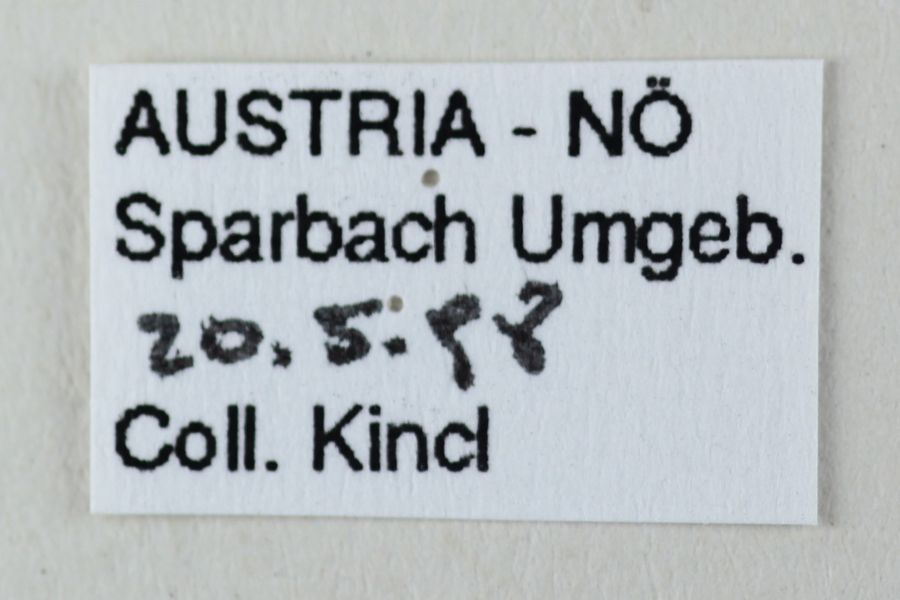 AUSTRIA - NÖ
Sparbach Umgeb.
20.5.98
Coll. Kincl